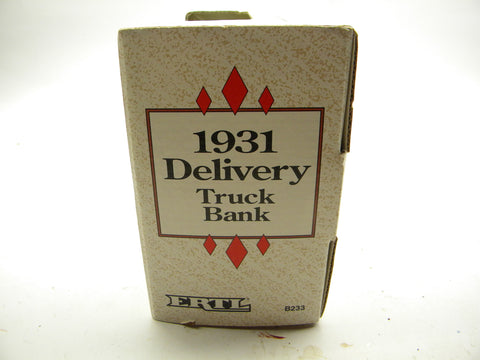 1931
Delivery
Truck
Bank
ERTL
B233